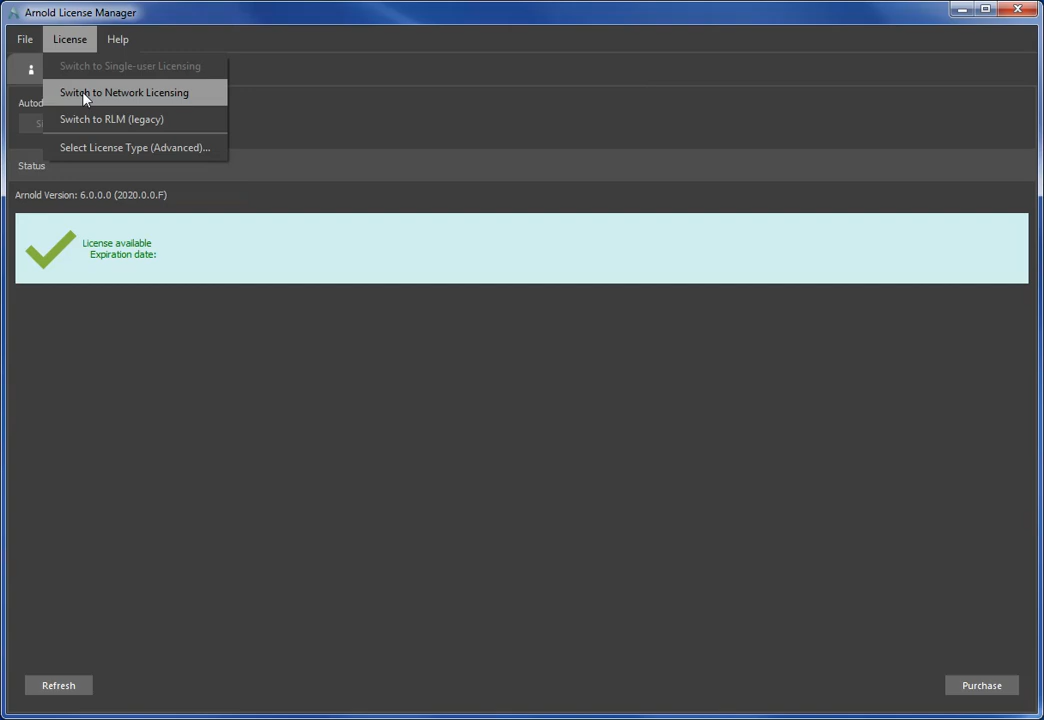 Arnold License Manager
File License Help
Switch to Single-user Licensing
Switch to Network Licensing
Switch to RLM (legacy)
Select License Type (Advanced)...
Status
Arnold Version: 6.0.0.0 (2020.0.0.F)
License available
Expiration date:
Refresh
Purchase